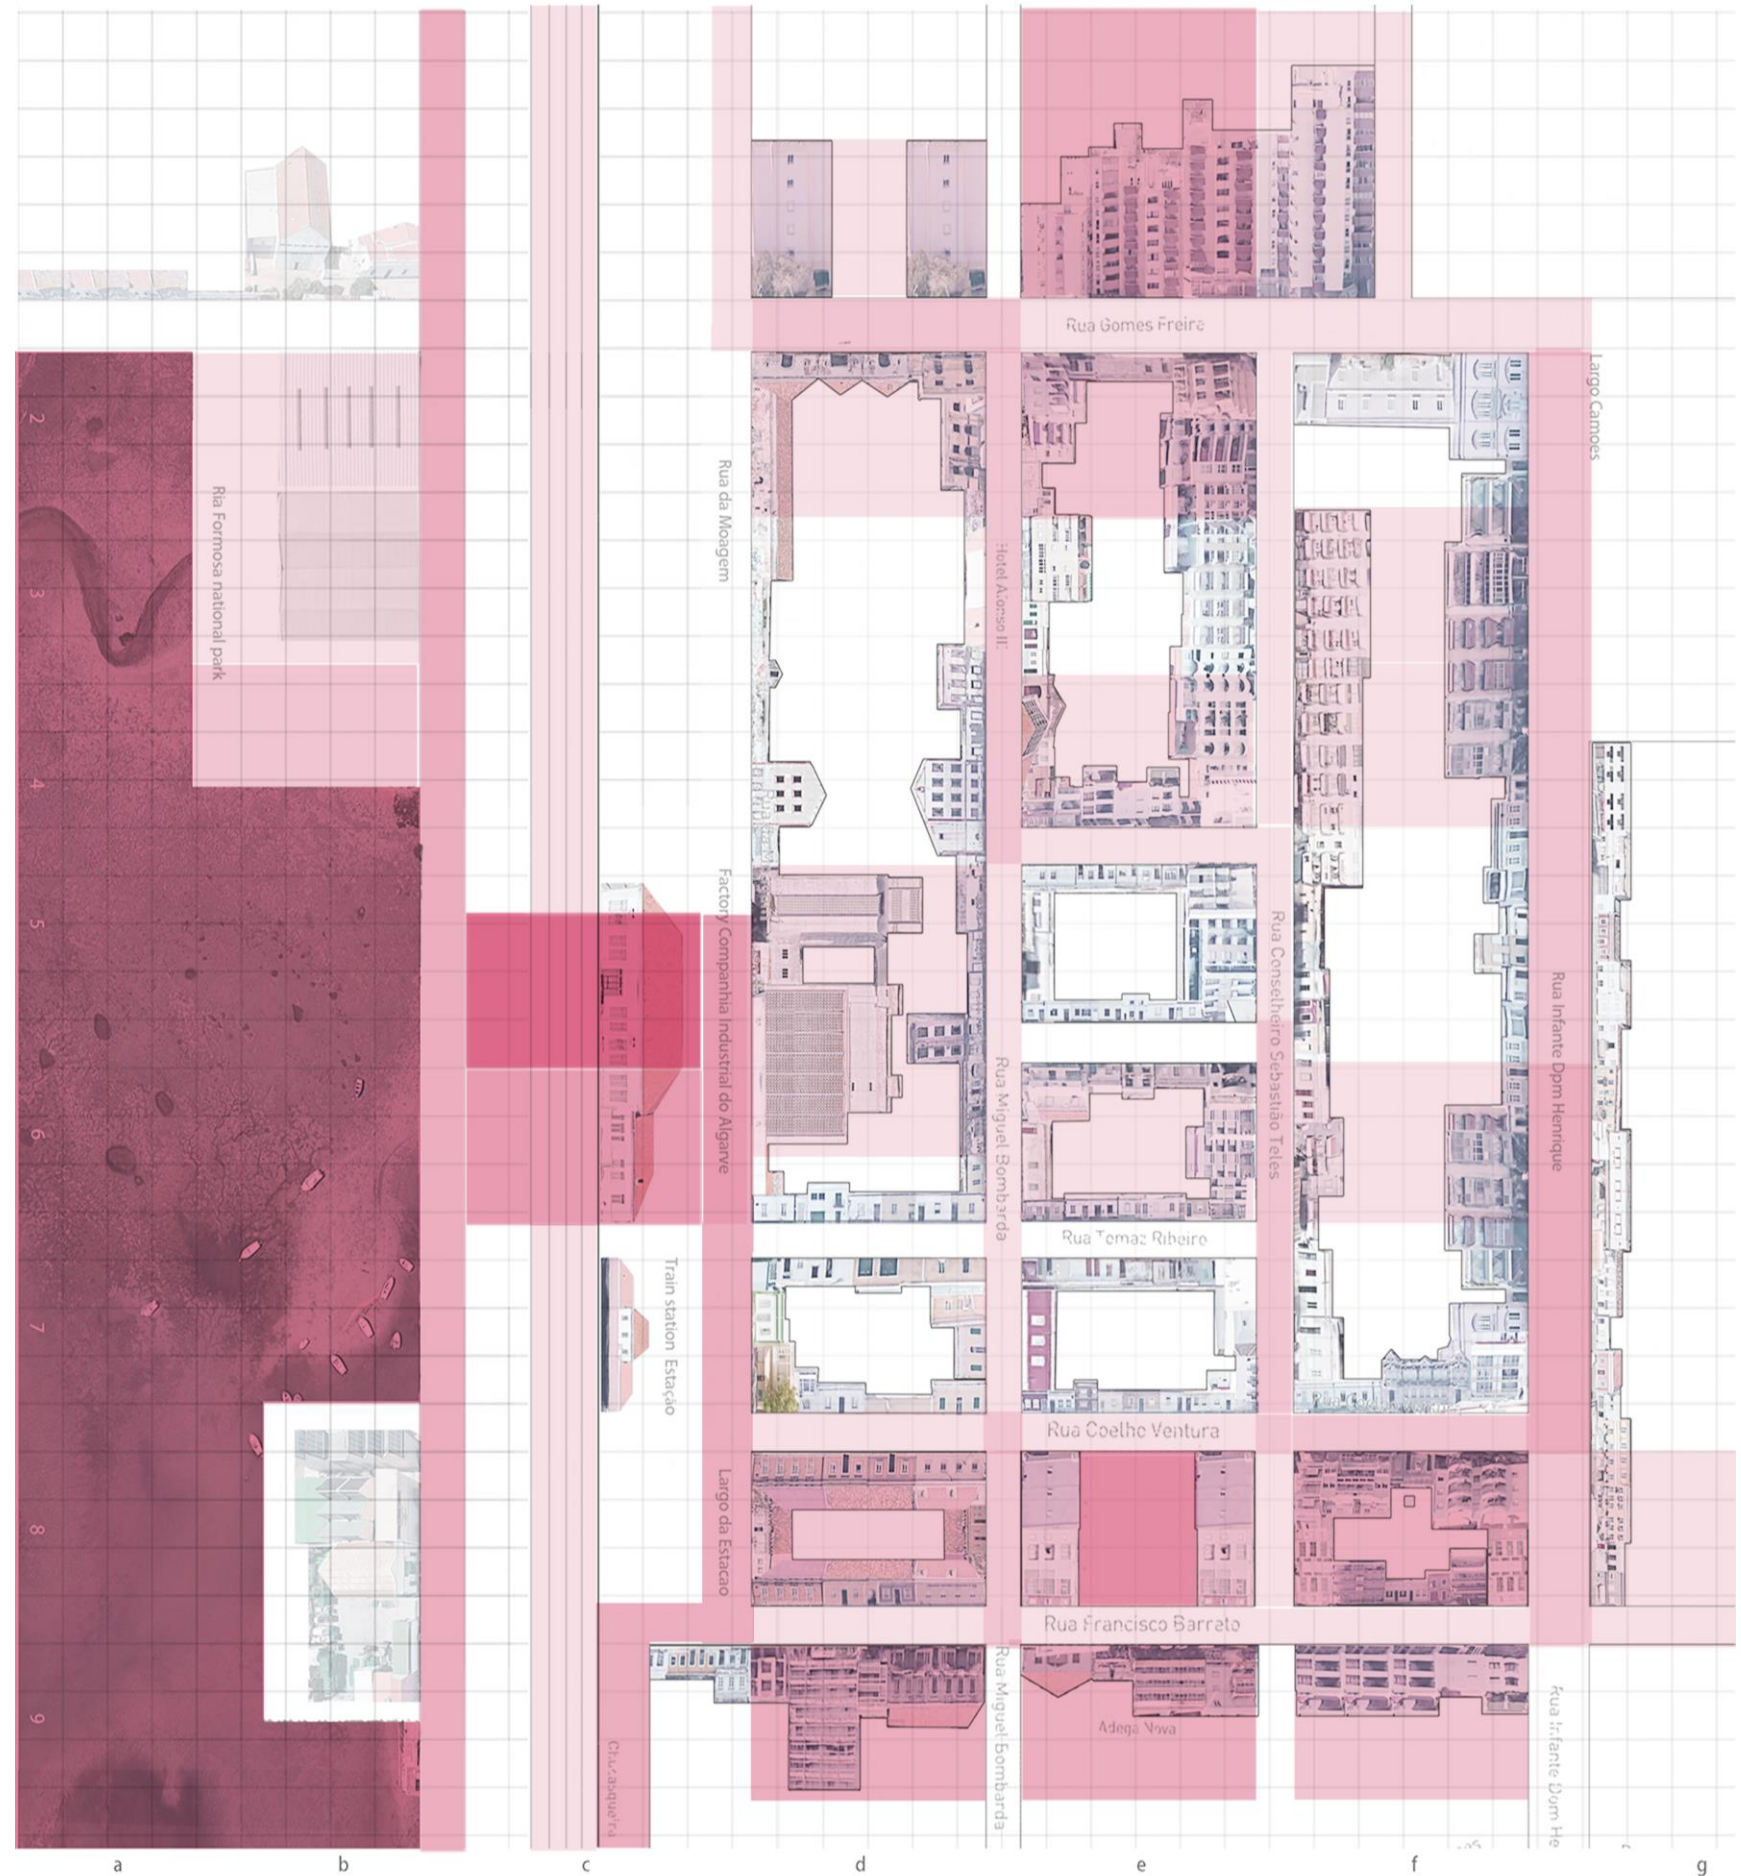 Rua Gomes Freire
Largo Camoes
2
Rua da Moagem
Ria Formosa national park
Hotel Afonso III
3
4
Factory Companhia Industrial do Algarve
5
Rua Conselheiro Sebastião Teles
Rua Infante Dpm Henrique
Rua Miguel Bombarda
6
Rua Tomaz Ribeiro
Train station Estação
7
Rua Coelho Ventura
Largo da Estacao
8
Rua Francisco Barreto
Rua Miguel Bombarda
Adega Nova
Rua Infante Dom He
9
a b c d e f g